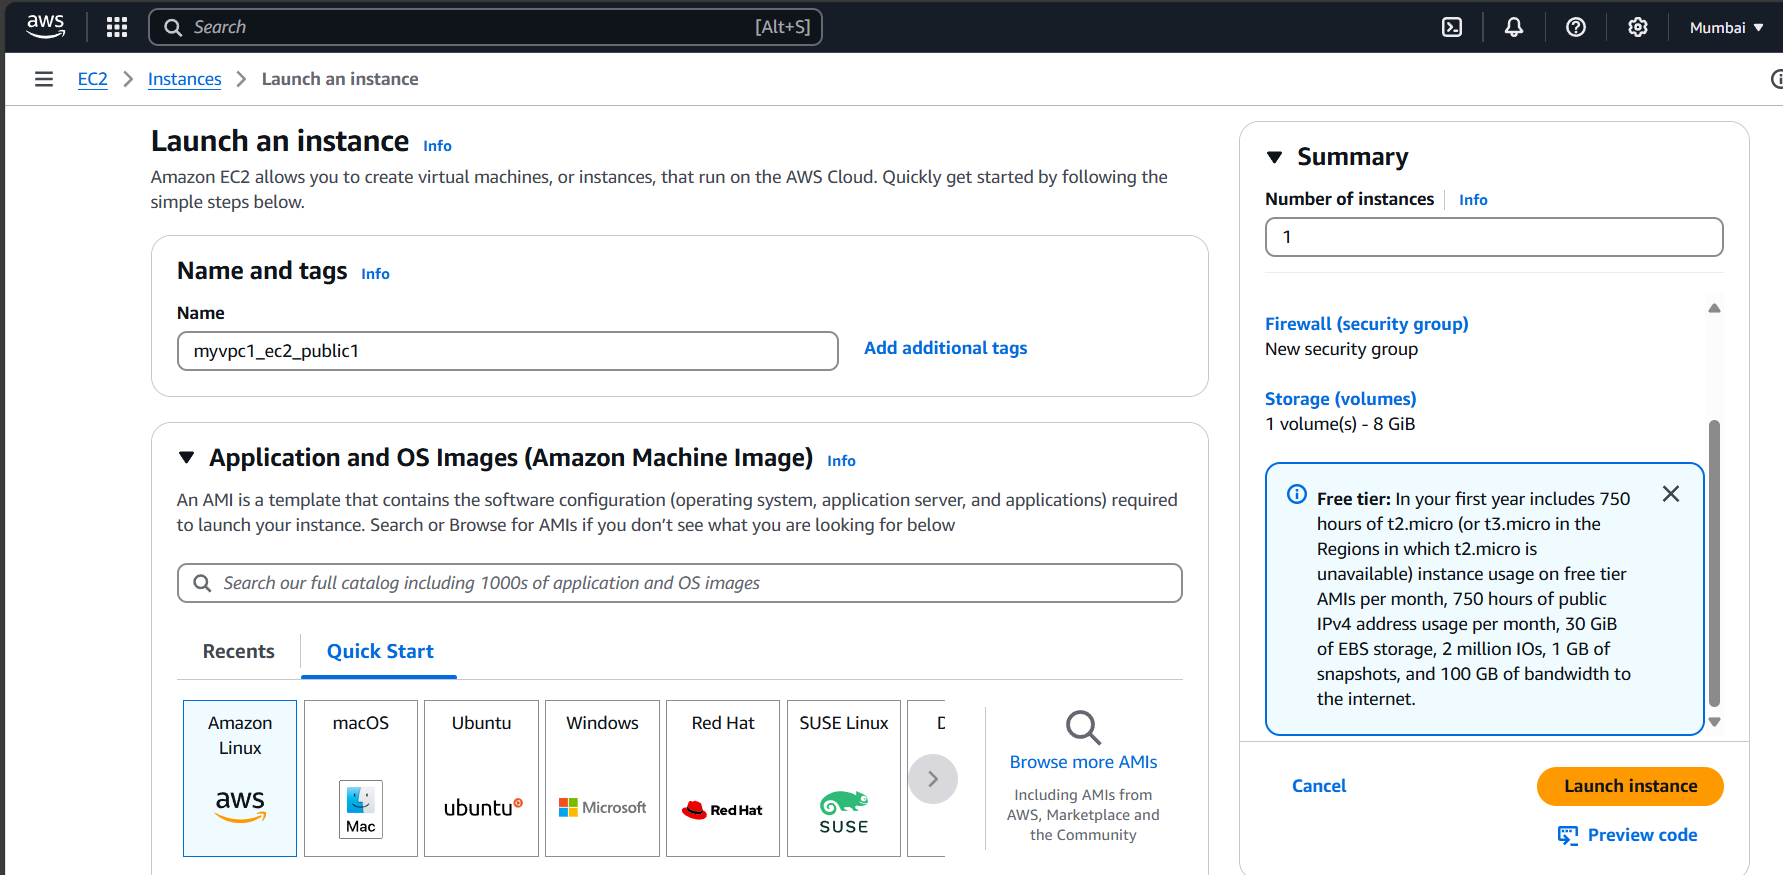 aws
Search [Alt+S]
Mumbai
EC2 > Instances > Launch an instance
Launch an instance Info
Amazon EC2 allows you to create virtual machines, or instances, that run on the AWS Cloud. Quickly get started by following the
simple steps below.
Name and tags Info
Name
myvpc1_ec2_public1
Add additional tags
Application and OS Images (Amazon Machine Image) Info
An AMI is a template that contains the software configuration (operating system, application server, and applications) required
to launch your instance. Search or Browse for AMIs if you don’t see what you are looking for below
Search our full catalog including 1000s of application and OS images
Recents
Quick Start
Amazon
Linux
aws
macOS
Mac
Ubuntu
ubuntu
Windows
Microsoft
Red Hat
Red Hat
SUSE Linux
SUSE
D
Browse more AMIs
Including AMIs from
AWS, Marketplace and
the Community
Summary
Number of instances Info
1
Firewall (security group)
New security group
Storage (volumes)
1 volume(s) - 8 GiB
Free tier: In your first year includes 750
hours of t2.micro (or t3.micro in the
Regions in which t2.micro is
unavailable) instance usage on free tier
AMIs per month, 750 hours of public
IPv4 address usage per month, 30 GiB
of EBS storage, 2 million IOs, 1 GB of
snapshots, and 100 GB of bandwidth to
the internet.
Cancel
Launch instance
Preview code